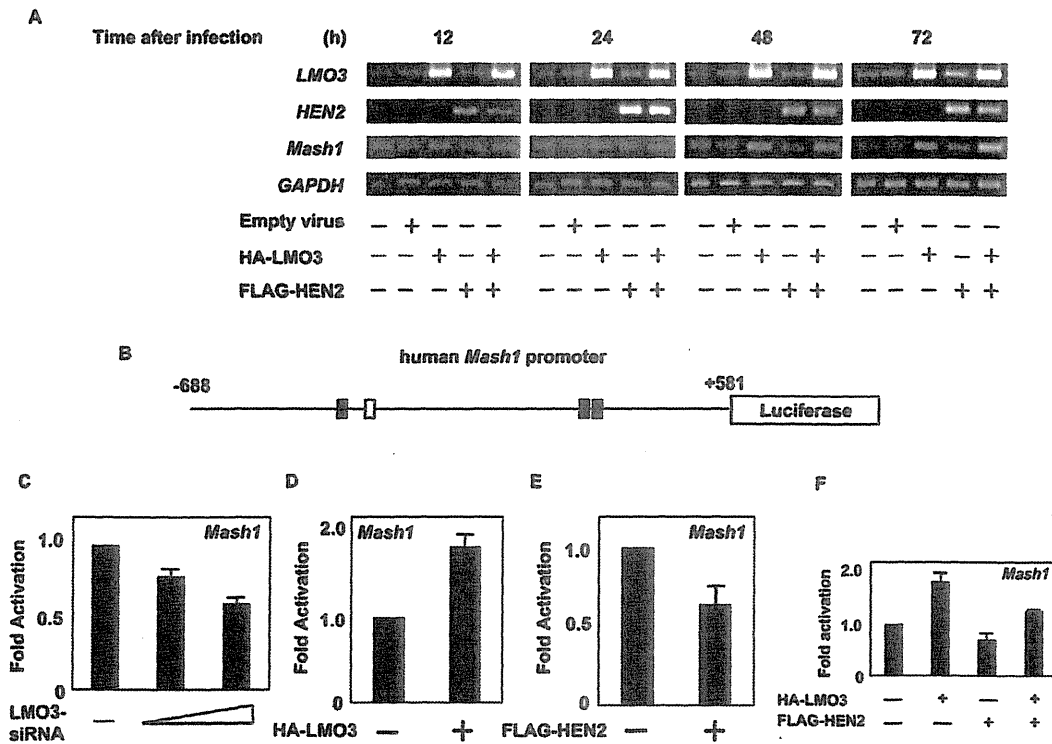 A
Time after infection (h) 12 24 48 72
LMO3
HEN2
Mash1
GAPDH
Empty virus − + − − − − + − − − − + − − − − + − − −
HA-LMO3 − − + − + − − + − + − − + − + − − + − +
FLAG-HEN2 − − − + + − − − + + − − − + + − − − + +
B
human Mash1 promoter
-688 +581
Luciferase
C
Mash1
Fold Activation
1.0
0.5
0
LMO3-siRNA −
D
Mash1
Fold Activation
2.0
1.0
0
HA-LMO3 − +
E
Mash1
Fold Activation
1.0
0.5
0
FLAG-HEN2 − +
F
Mash1
Fold activation
2.0
1.0
0
HA-LMO3 − + − +
FLAG-HEN2 − − + +